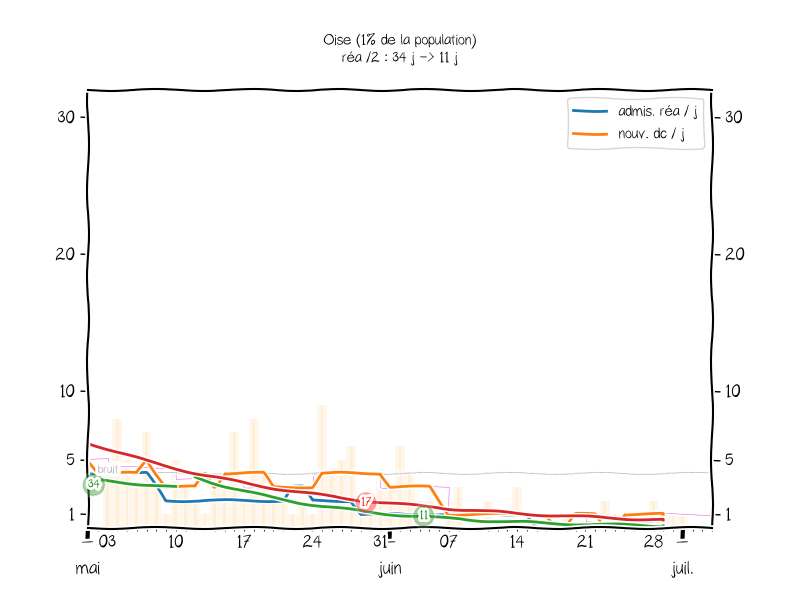 Oise (1% de la population)
réa /2 : 34 j -> 11 j
admis. réa / j
nouv. dc / j
30
30
20
20
10
10
5
5
bruit
34
17
11
1
1
03 10 17 24 31 07 14 21 28
mai juin juil.